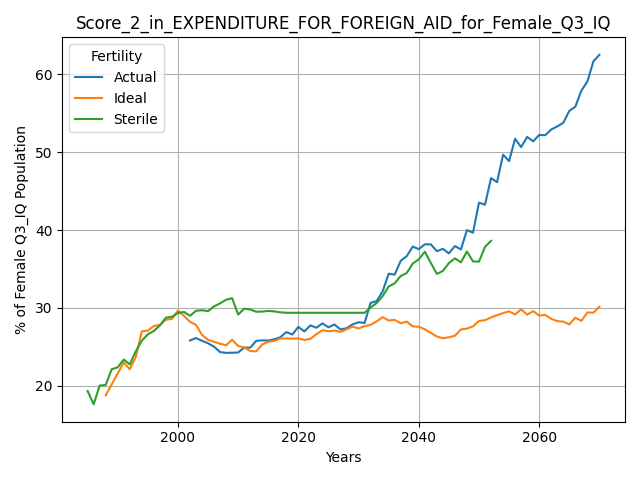 Score_2_in_EXPENDITURE_FOR_FOREIGN_AID_for_Female_Q3_IQ
Fertility
Actual
Ideal
Sterile
% of Female Q3_IQ Population
60
50
40
30
20
2000
2020
2040
2060
Years